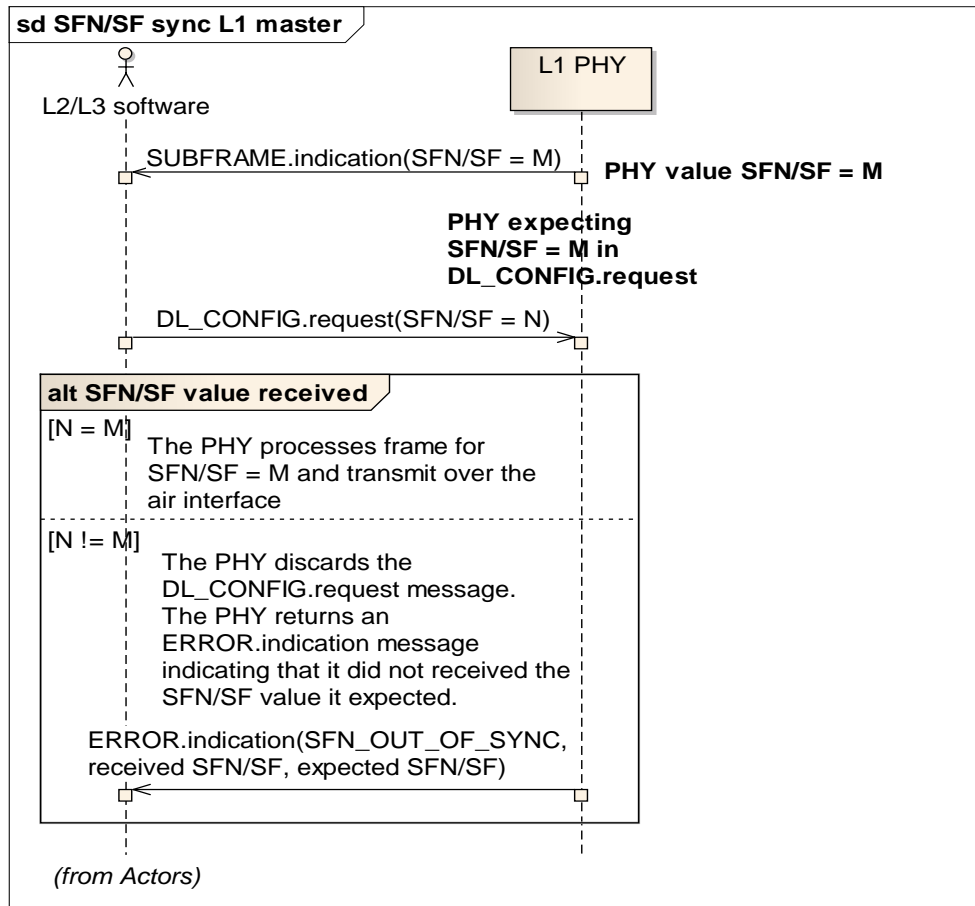 sd SFN/SF sync L1 master
L1 PHY
L2/L3 software
SUBFRAME.indication(SFN/SF = M)
PHY value SFN/SF = M
PHY expecting
SFN/SF = M in
DL_CONFIG.request
DL_CONFIG.request(SFN/SF = N)
alt SFN/SF value received
[N = M]
The PHY processes frame for
SFN/SF = M and transmit over the
air interface
[N != M]
The PHY discards the
DL_CONFIG.request message.
The PHY returns an
ERROR.indication message
indicating that it did not received the
SFN/SF value it expected.
ERROR.indication(SFN_OUT_OF_SYNC,
received SFN/SF, expected SFN/SF)
(from Actors)